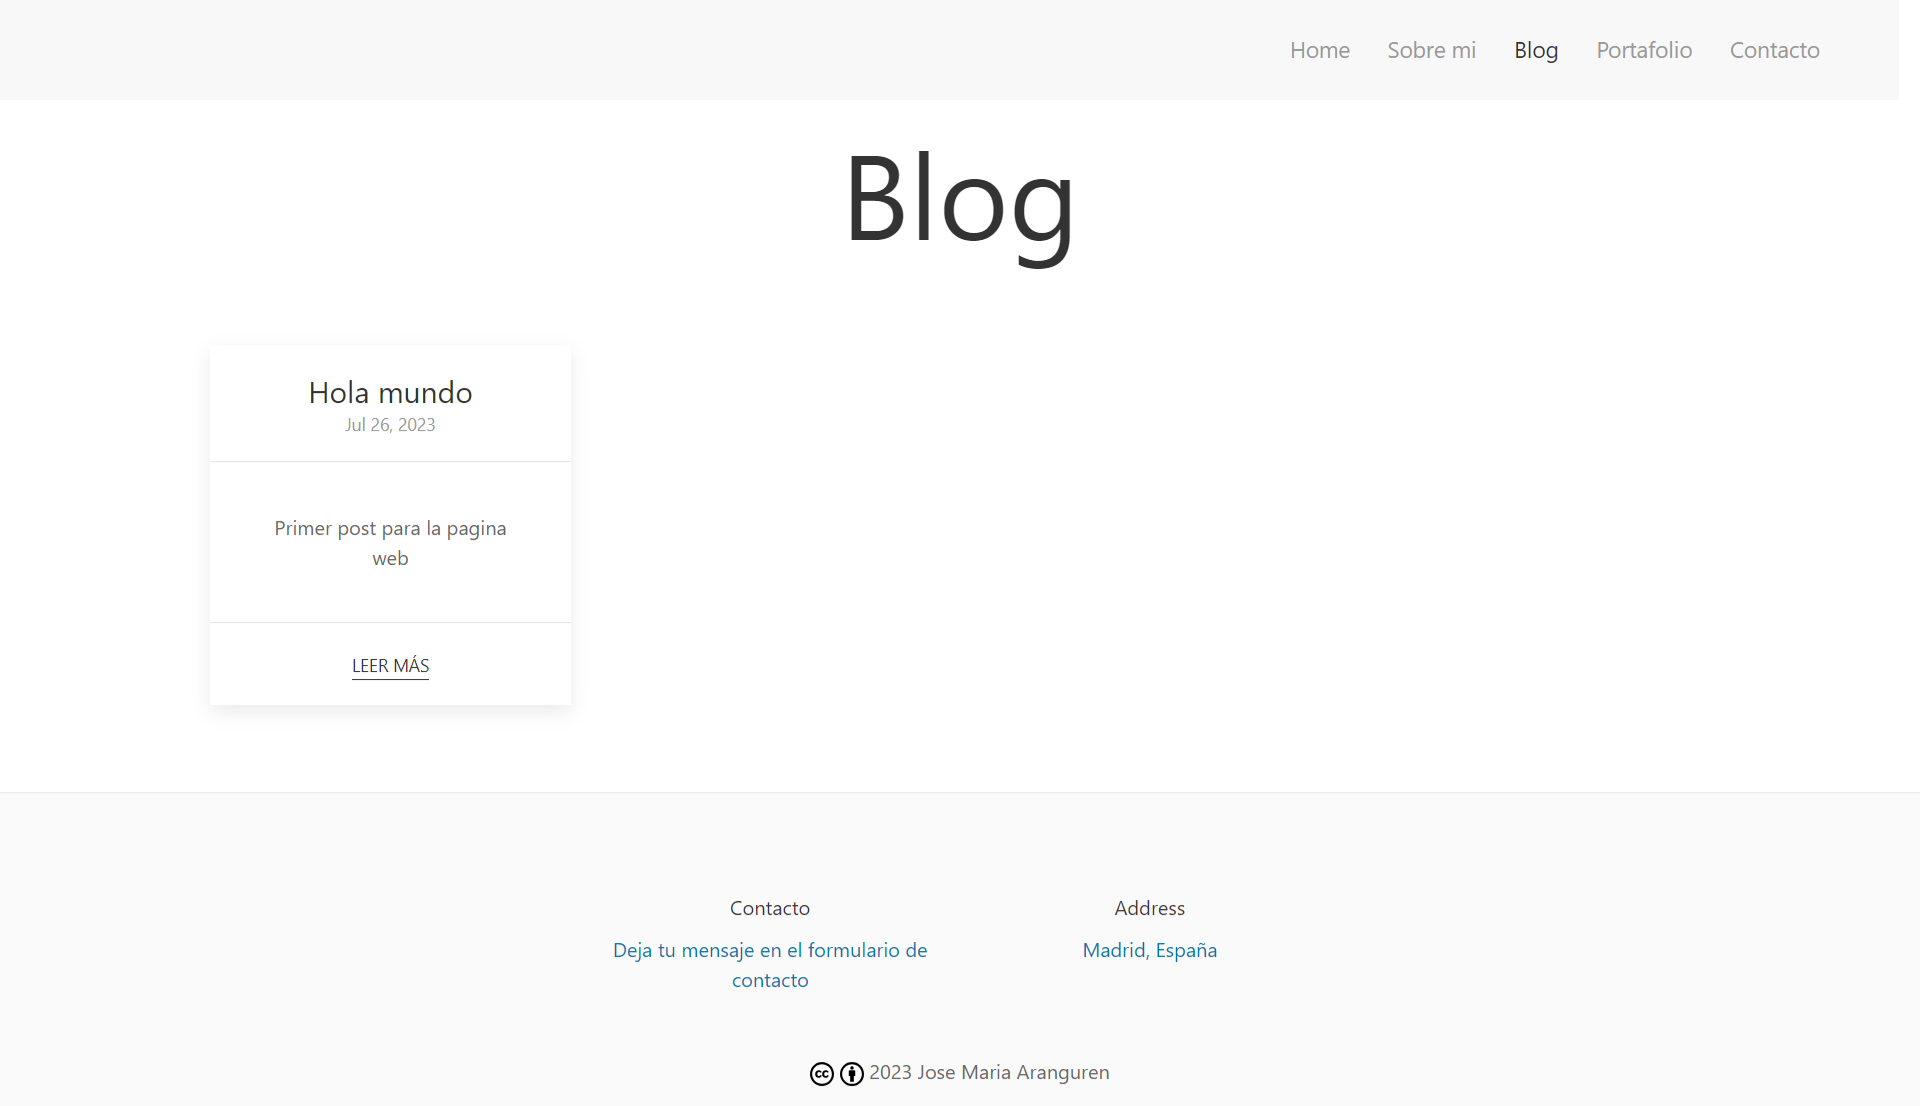 Home Sobre mi Blog Portafolio Contacto
Blog
Hola mundo
Jul 26, 2023
Primer post para la pagina
web
LEER MÁS
Contacto
Deja tu mensaje en el formulario de
contacto
Address
Madrid, España
cc 2023 Jose Maria Aranguren